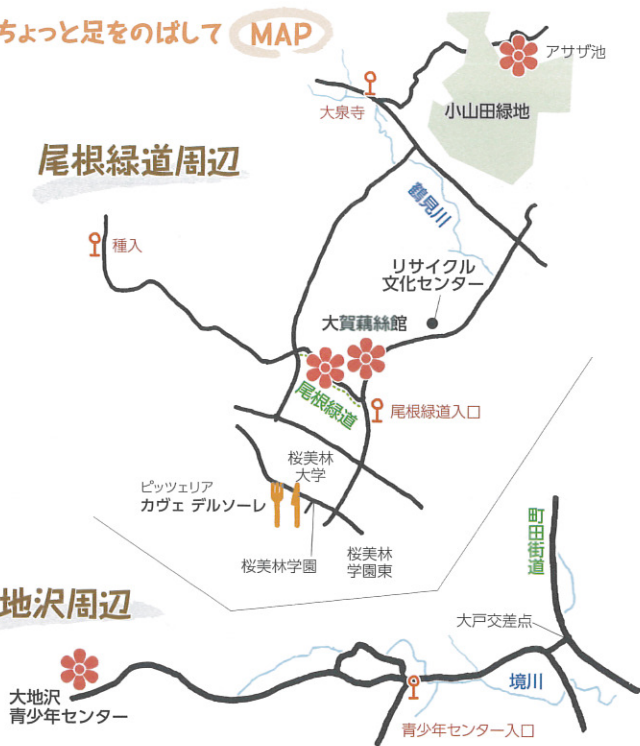 ちょっと足をのばして MAP
アサザ池
大泉寺
小山田緑地
尾根緑道周辺
鶴見川
種入
リサイクル
文化センター
大賀藕絲館
尾根緑道
尾根緑道入口
桜美林
大学
ピッツェリア
カヴェ デルソーレ
桜美林学園
桜美林
学園東
町田街道
地沢周辺
大戸交差点
大地沢
青少年センター
境川
青少年センター入口